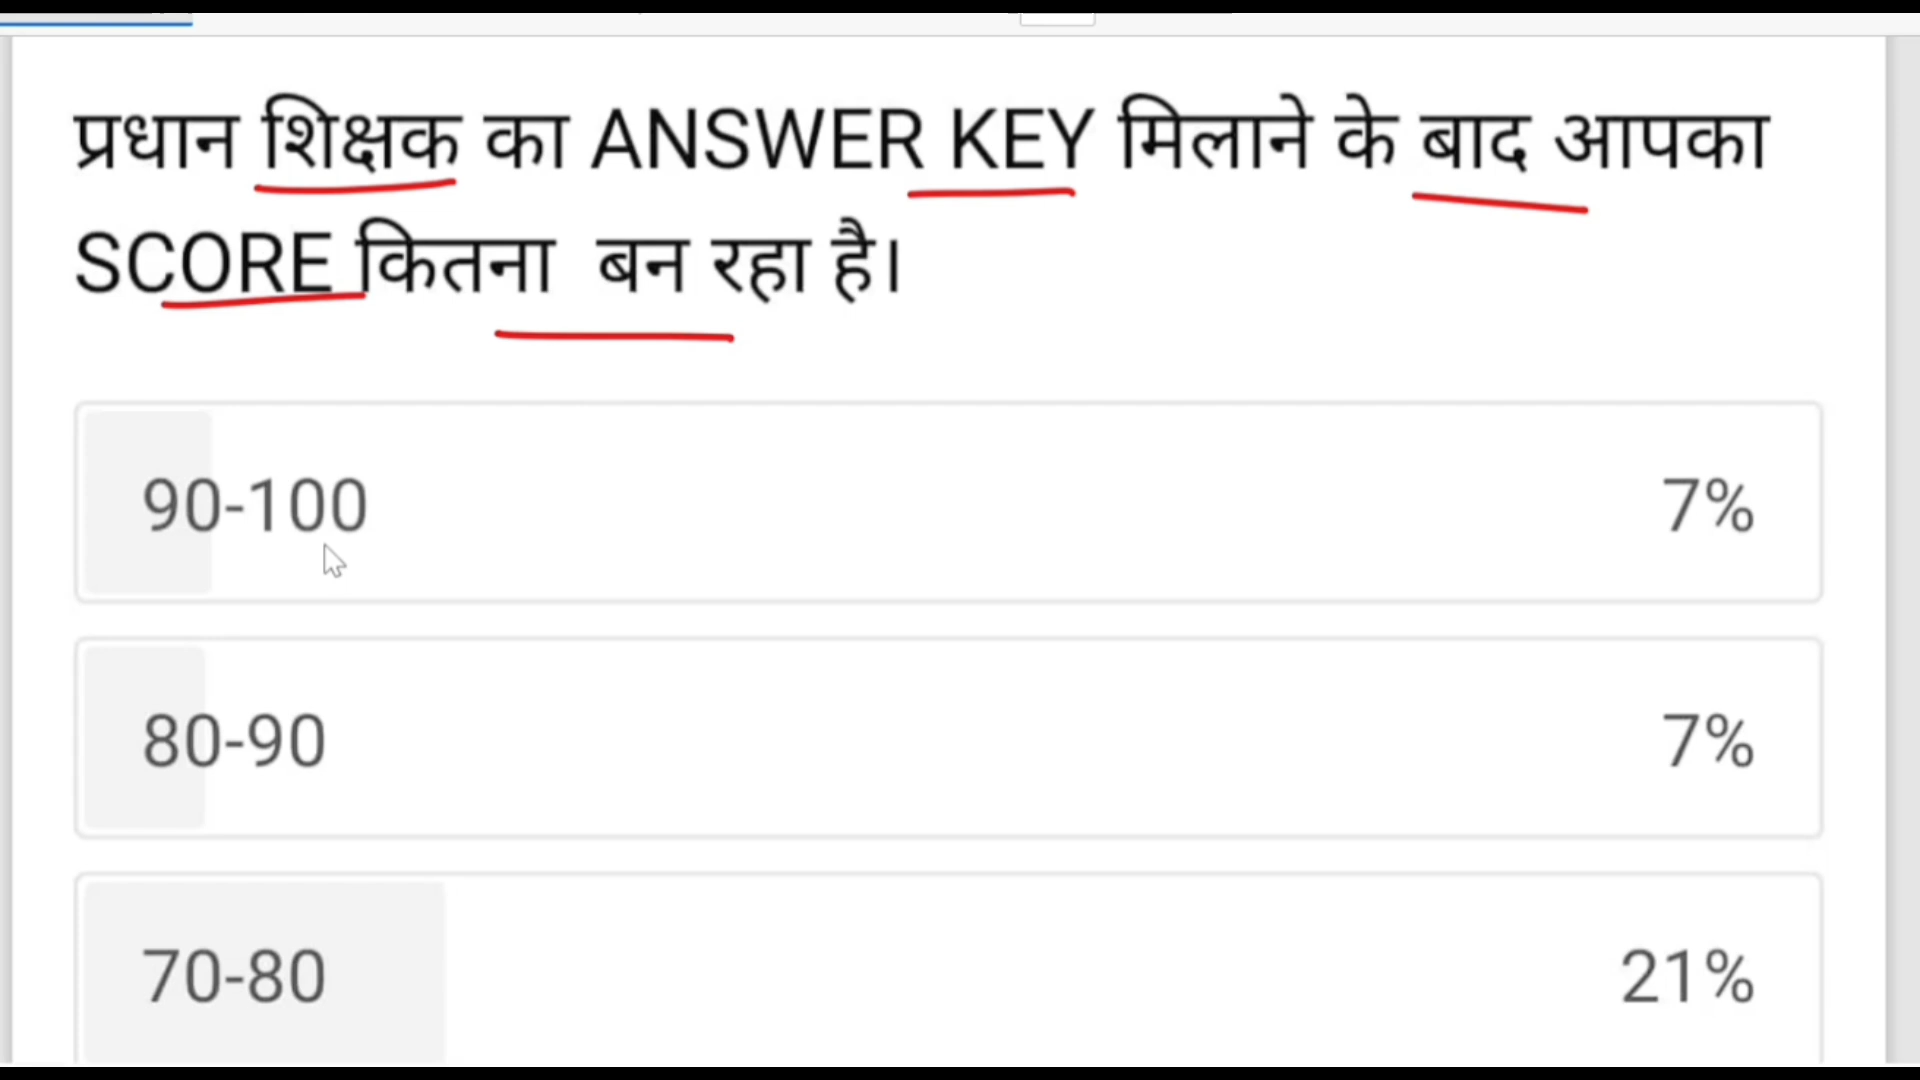 प्रधान शिक्षक का ANSWER KEY मिलाने के बाद आपका
SCORE कितना बन रहा है।
90-100 7%
80-90 7%
70-80 21%